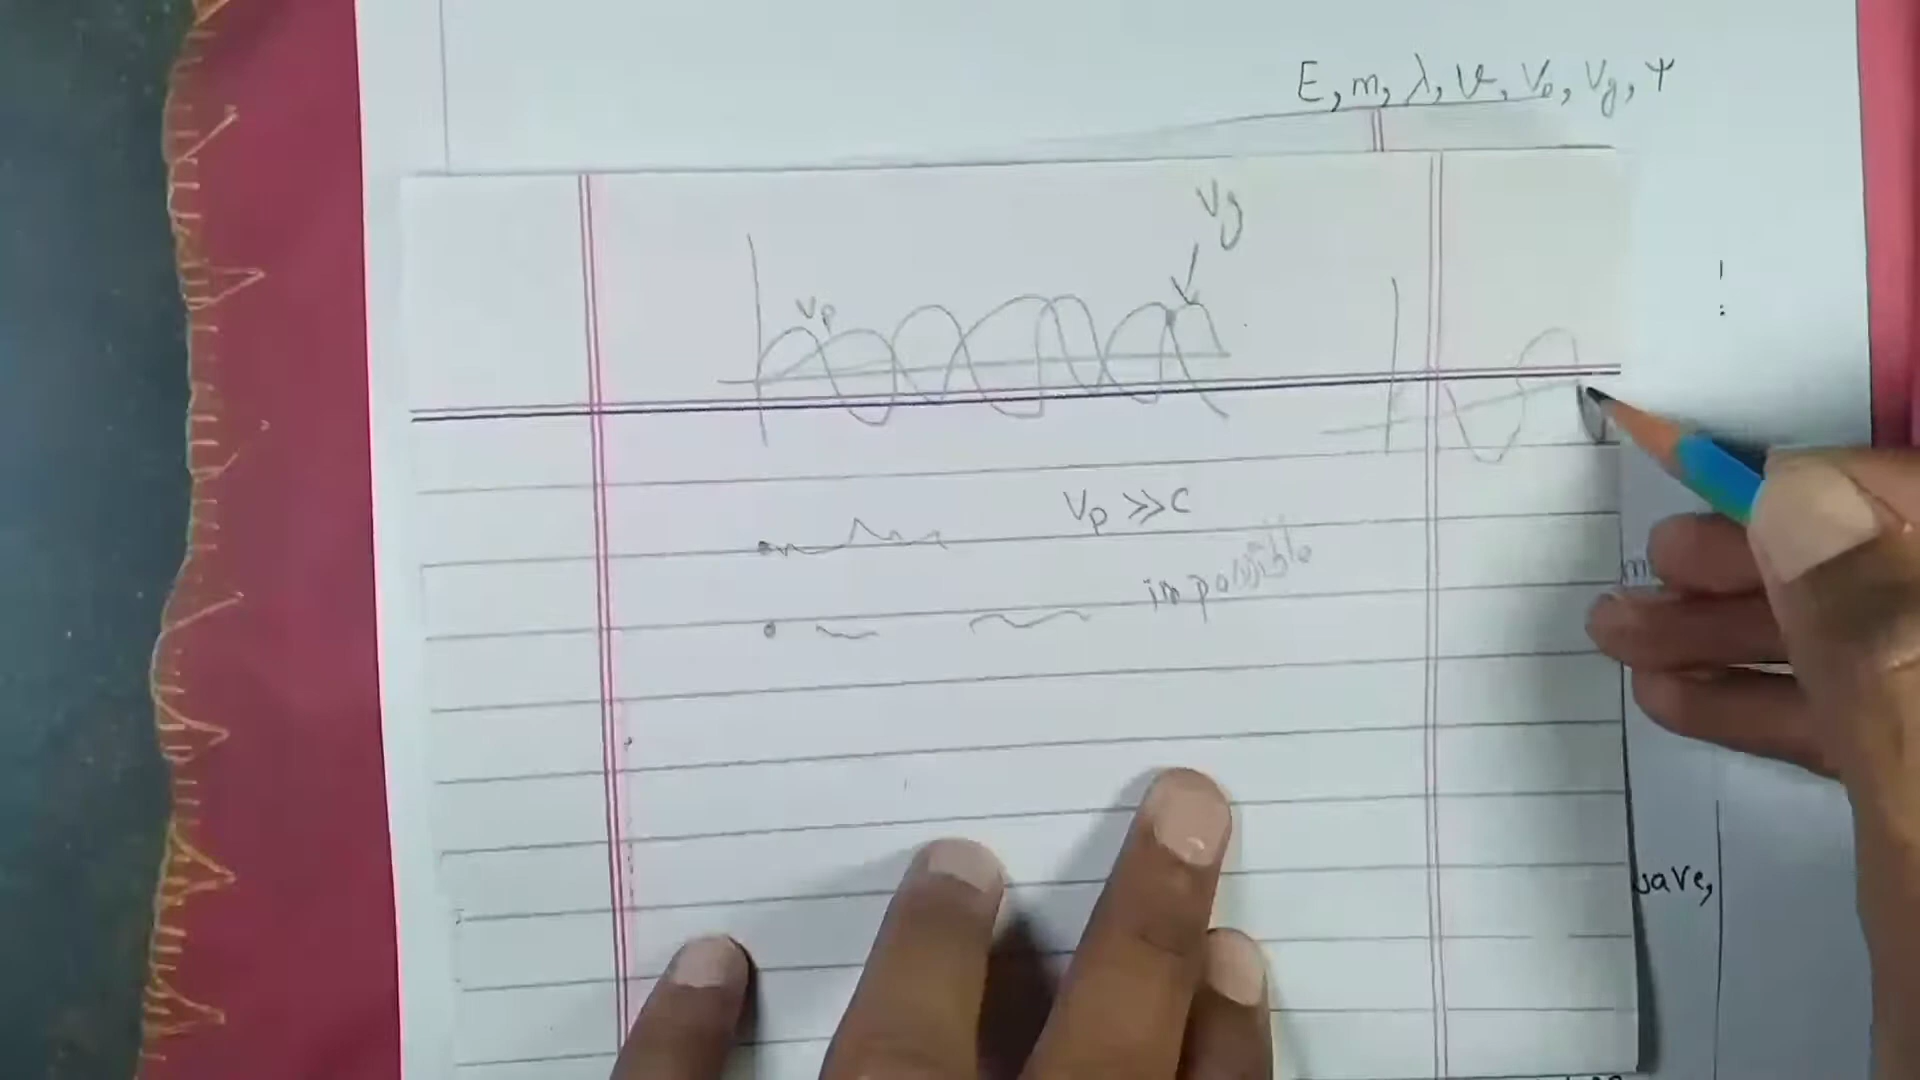 E, m, λ, v, Vp, Vg, Ψ
Vg
Vp
Vp >> C
impossible
m
wave,